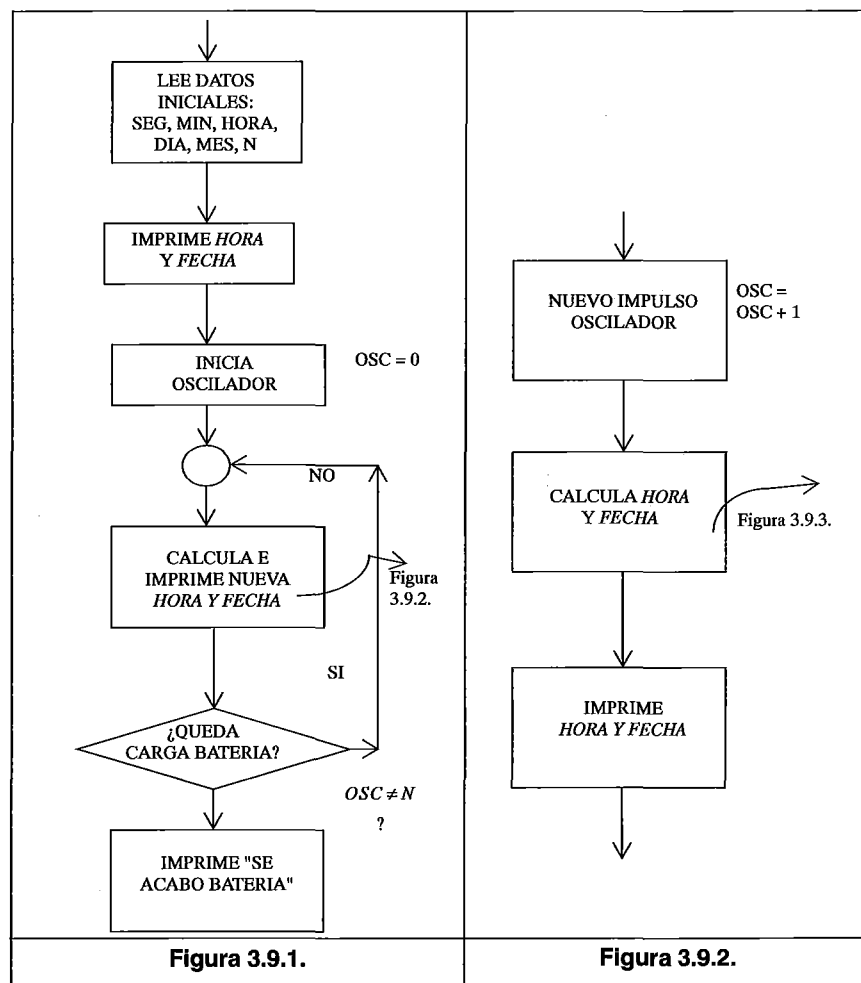 LEE DATOS
INICIALES:
SEG, MIN, HORA,
DIA, MES, N
IMPRIME HORA
Y FECHA
INICIA
OSCILADOR
OSC = 0
NO
CALCULA E
IMPRIME NUEVA
HORA Y FECHA
Figura
3.9.2.
SI
¿QUEDA
CARGA BATERIA?
OSC ≠ N
?
IMPRIME "SE
ACABO BATERIA"
Figura 3.9.1.
NUEVO IMPULSO
OSCILADOR
OSC =
OSC + 1
CALCULA HORA
Y FECHA
Figura 3.9.3.
IMPRIME
HORA Y FECHA
Figura 3.9.2.